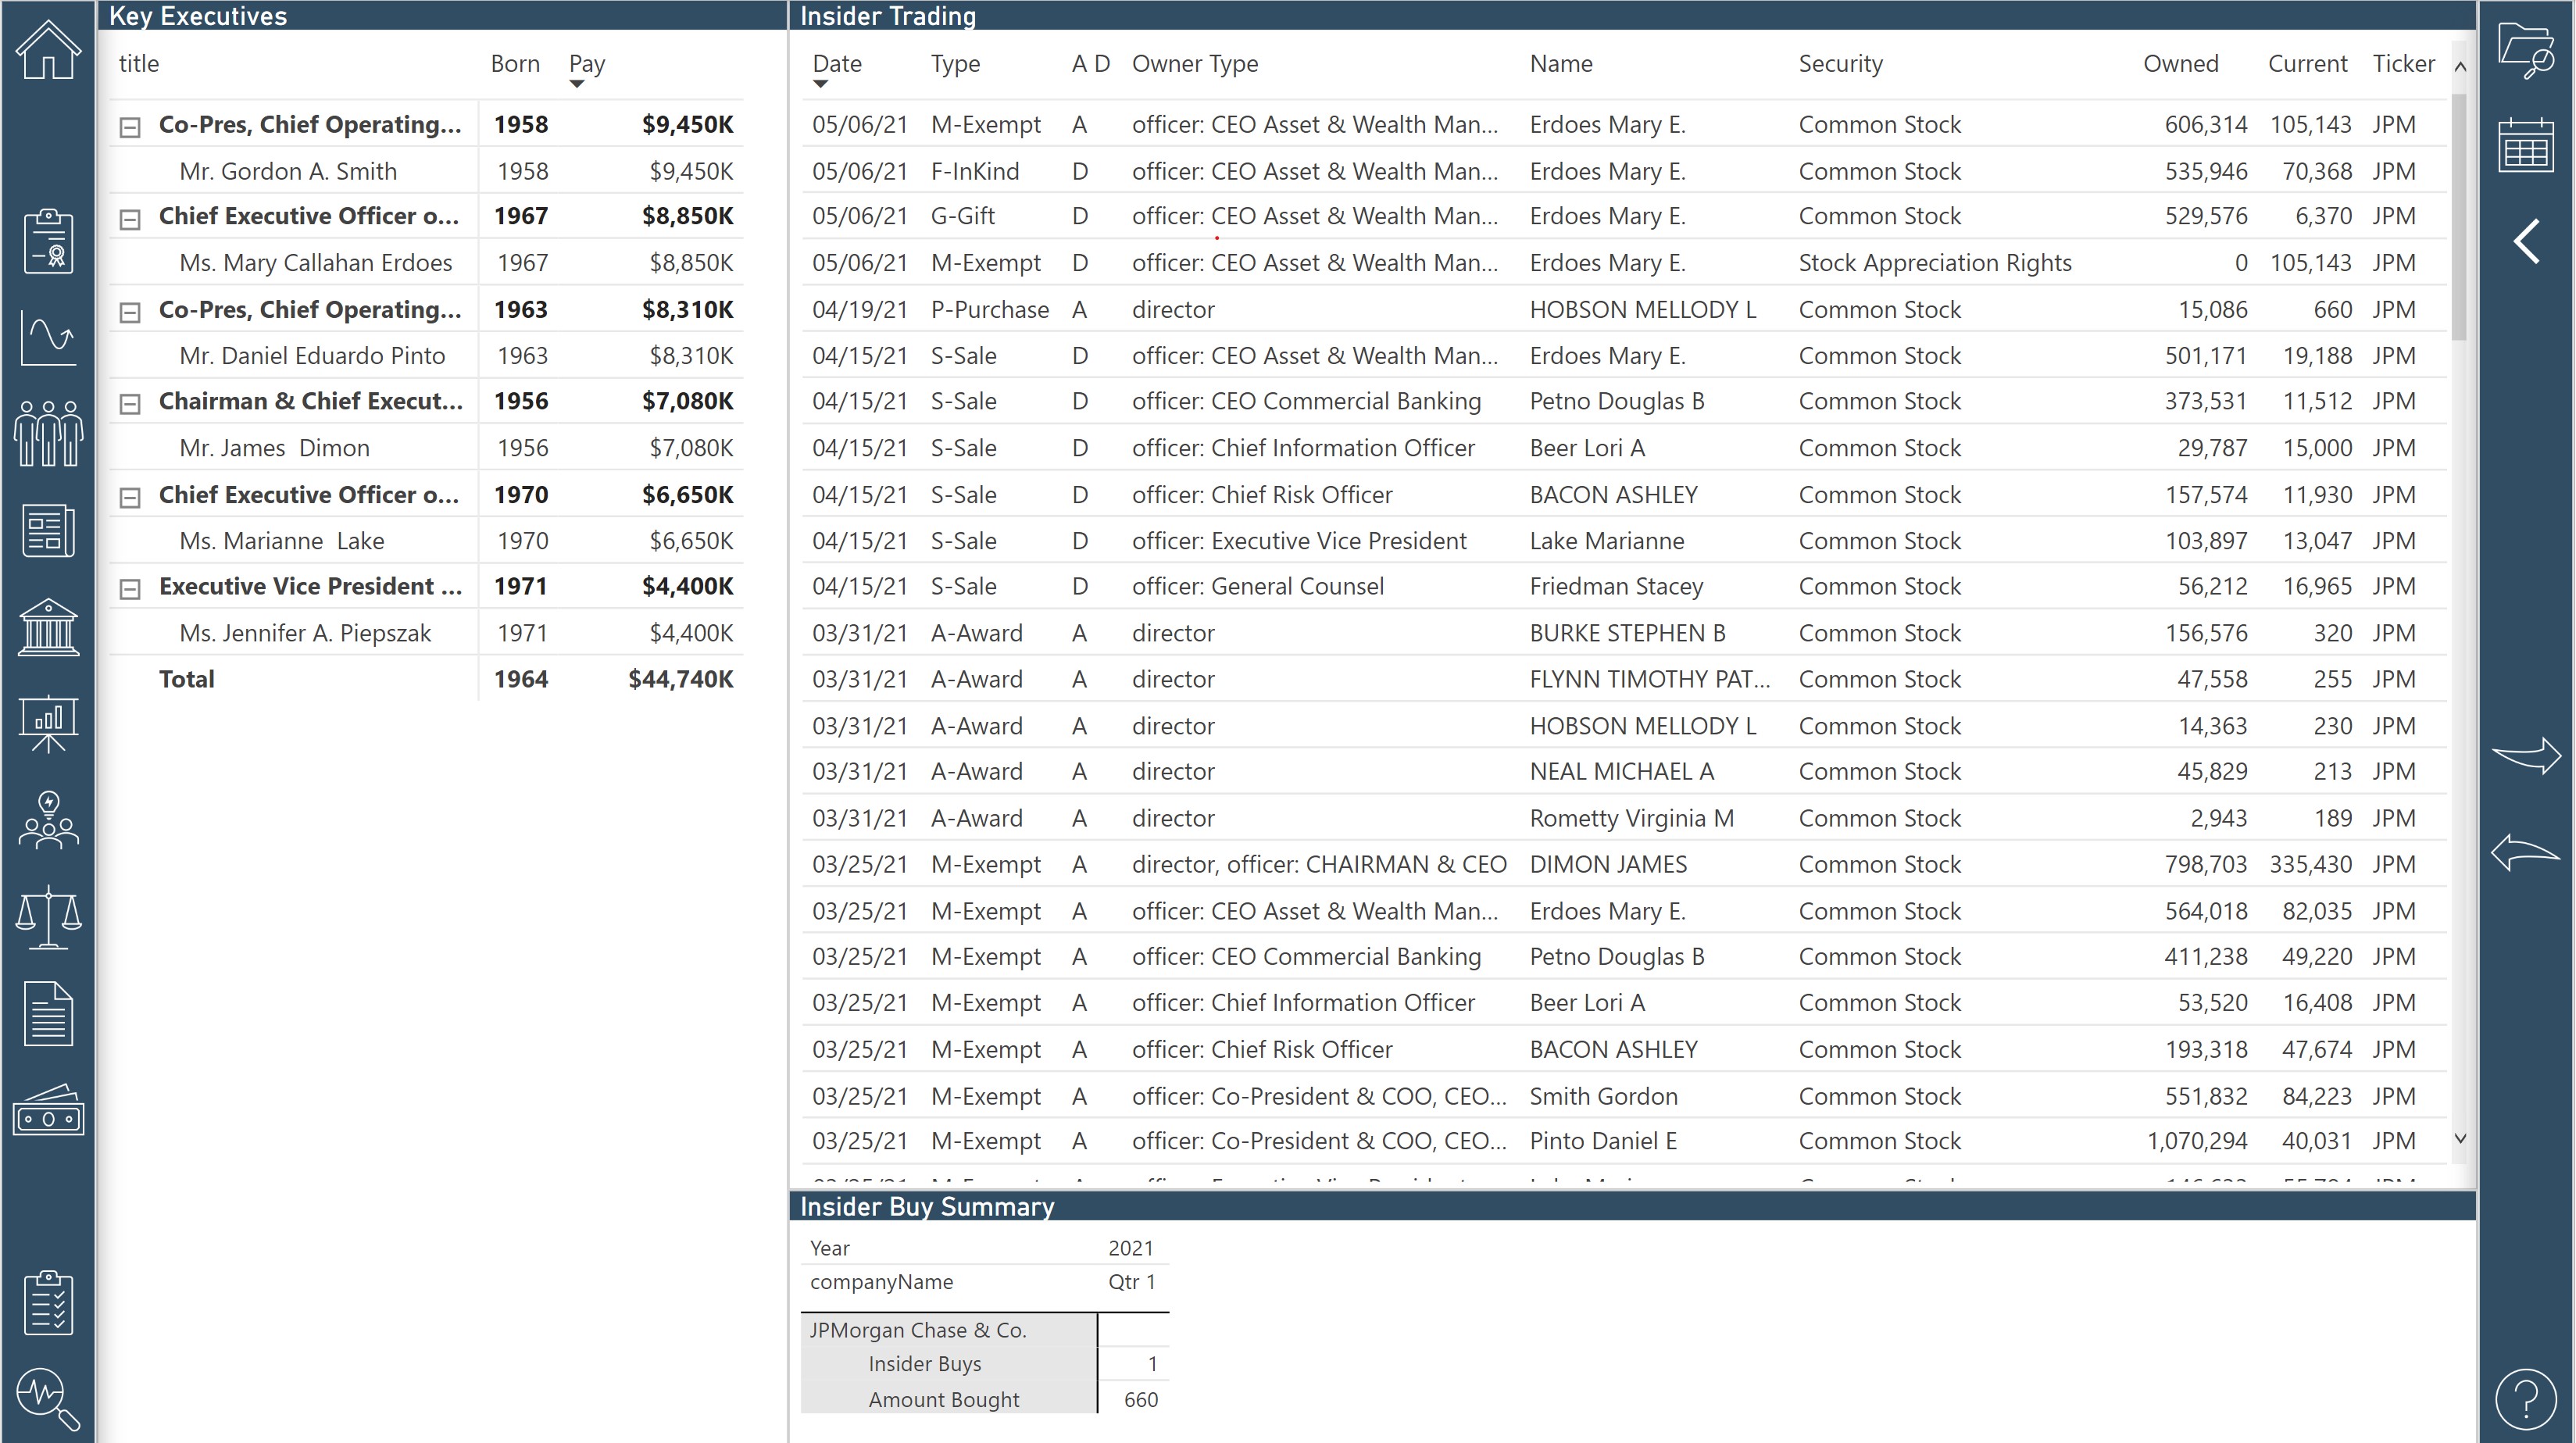 Key Executives
title Born Pay
Co-Pres, Chief Operating... 1958 $9,450K
Mr. Gordon A. Smith 1958 $9,450K
Chief Executive Officer o... 1967 $8,850K
Ms. Mary Callahan Erdoes 1967 $8,850K
Co-Pres, Chief Operating... 1963 $8,310K
Mr. Daniel Eduardo Pinto 1963 $8,310K
Chairman & Chief Execut... 1956 $7,080K
Mr. James  Dimon 1956 $7,080K
Chief Executive Officer o... 1970 $6,650K
Ms. Marianne  Lake 1970 $6,650K
Executive Vice President ... 1971 $4,400K
Ms. Jennifer A. Piepszak 1971 $4,400K
Total 1964 $44,740K
Insider Trading
Date Type A D Owner Type Name Security Owned Current Ticker
05/06/21 M-Exempt A officer: CEO Asset & Wealth Man... Erdoes Mary E. Common Stock 606,314 105,143 JPM
05/06/21 F-InKind D officer: CEO Asset & Wealth Man... Erdoes Mary E. Common Stock 535,946 70,368 JPM
05/06/21 G-Gift D officer: CEO Asset & Wealth Man... Erdoes Mary E. Common Stock 529,576 6,370 JPM
05/06/21 M-Exempt D officer: CEO Asset & Wealth Man... Erdoes Mary E. Stock Appreciation Rights 0 105,143 JPM
04/19/21 P-Purchase A director HOBSON MELLODY L Common Stock 15,086 660 JPM
04/15/21 S-Sale D officer: CEO Asset & Wealth Man... Erdoes Mary E. Common Stock 501,171 19,188 JPM
04/15/21 S-Sale D officer: CEO Commercial Banking Petno Douglas B Common Stock 373,531 11,512 JPM
04/15/21 S-Sale D officer: Chief Information Officer Beer Lori A Common Stock 29,787 15,000 JPM
04/15/21 S-Sale D officer: Chief Risk Officer BACON ASHLEY Common Stock 157,574 11,930 JPM
04/15/21 S-Sale D officer: Executive Vice President Lake Marianne Common Stock 103,897 13,047 JPM
04/15/21 S-Sale D officer: General Counsel Friedman Stacey Common Stock 56,212 16,965 JPM
03/31/21 A-Award A director BURKE STEPHEN B Common Stock 156,576 320 JPM
03/31/21 A-Award A director FLYNN TIMOTHY PAT... Common Stock 47,558 255 JPM
03/31/21 A-Award A director HOBSON MELLODY L Common Stock 14,363 230 JPM
03/31/21 A-Award A director NEAL MICHAEL A Common Stock 45,829 213 JPM
03/31/21 A-Award A director Rometty Virginia M Common Stock 2,943 189 JPM
03/25/21 M-Exempt A director, officer: CHAIRMAN & CEO DIMON JAMES Common Stock 798,703 335,430 JPM
03/25/21 M-Exempt A officer: CEO Asset & Wealth Man... Erdoes Mary E. Common Stock 564,018 82,035 JPM
03/25/21 M-Exempt A officer: CEO Commercial Banking Petno Douglas B Common Stock 411,238 49,220 JPM
03/25/21 M-Exempt A officer: Chief Information Officer Beer Lori A Common Stock 53,520 16,408 JPM
03/25/21 M-Exempt A officer: Chief Risk Officer BACON ASHLEY Common Stock 193,318 47,674 JPM
03/25/21 M-Exempt A officer: Co-President & COO, CEO... Smith Gordon Common Stock 551,832 84,223 JPM
03/25/21 M-Exempt A officer: Co-President & COO, CEO... Pinto Daniel E Common Stock 1,070,294 40,031 JPM
Insider Buy Summary
Year 2021
companyName Qtr 1
JPMorgan Chase & Co.
Insider Buys 1
Amount Bought 660